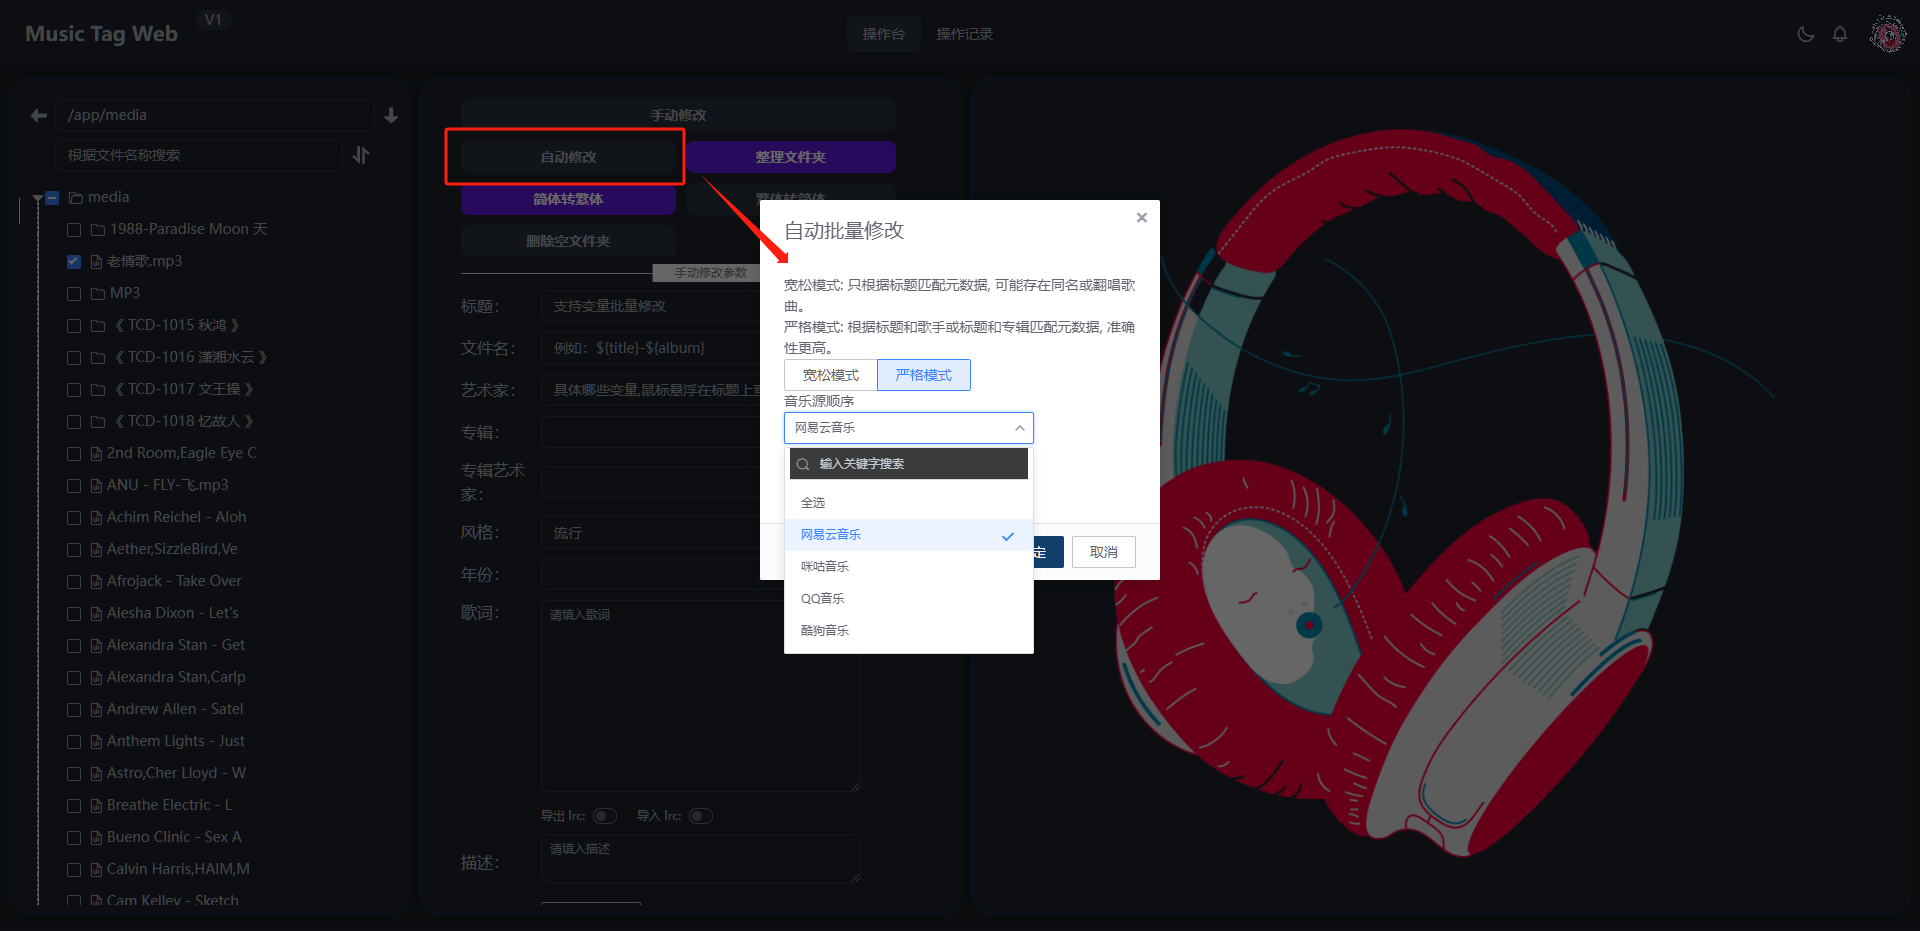 Music Tag Web
V1
操作台
操作记录
/app/media
根据文件名称搜索
media
1988-Paradise Moon 天
老情歌.mp3
MP3
《 TCD-1015 秋鸿 》
《 TCD-1016 潇湘水云 》
《 TCD-1017 文王操 》
《 TCD-1018 忆故人 》
2nd Room,Eagle Eye C
ANU - FLY-飞.mp3
Achim Reichel - Aloh
Aether,SizzleBird,Ve
Afrojack - Take Over
Alesha Dixon - Let's
Alexandra Stan - Get
Alexandra Stan,Carlp
Andrew Allen - Satel
Anthem Lights - Just
Astro,Cher Lloyd - W
Breathe Electric - L
Bueno Clinic - Sex A
Calvin Harris,HAIM,M
Cam Kelley - Sketch
手动修改
自动修改
整理文件夹
简体转繁体
繁体转简体
删除空文件夹
手动修改参数
标题：
支持变量批量修改
文件名：
例如：${title}-${album}
艺术家：
具体哪些变量,鼠标悬浮在标题上
专辑：
专辑艺术
家：
风格：
流行
年份：
歌词：
请填入歌词
导出 lrc:
导入 lrc:
描述：
请填入描述
自动批量修改
宽松模式: 只根据标题匹配元数据, 可能存在同名或翻唱歌
曲。
严格模式: 根据标题和歌手或标题和专辑匹配元数据, 准确
性更高。
宽松模式
严格模式
音乐源顺序
网易云音乐
输入关键字搜索
全选
网易云音乐
咪咕音乐
QQ音乐
酷狗音乐
定
取消